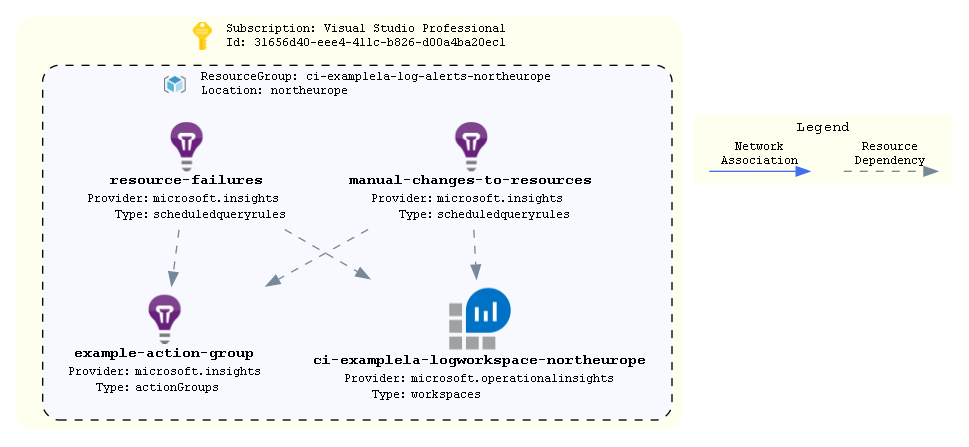 Subscription: Visual Studio Professional
Id: 31656d40-eee4-411c-b826-d00a4ba20ec1
ResourceGroup: ci-examplela-log-alerts-northeurope
Location: northeurope
Legend
Network
Association
Resource
Dependency
resource-failures
Provider: microsoft.insights
Type: scheduledqueryrules
manual-changes-to-resources
Provider: microsoft.insights
Type: scheduledqueryrules
example-action-group
Provider: microsoft.insights
Type: actionGroups
ci-examplela-logworkspace-northeurope
Provider: microsoft.operationalinsights
Type: workspaces